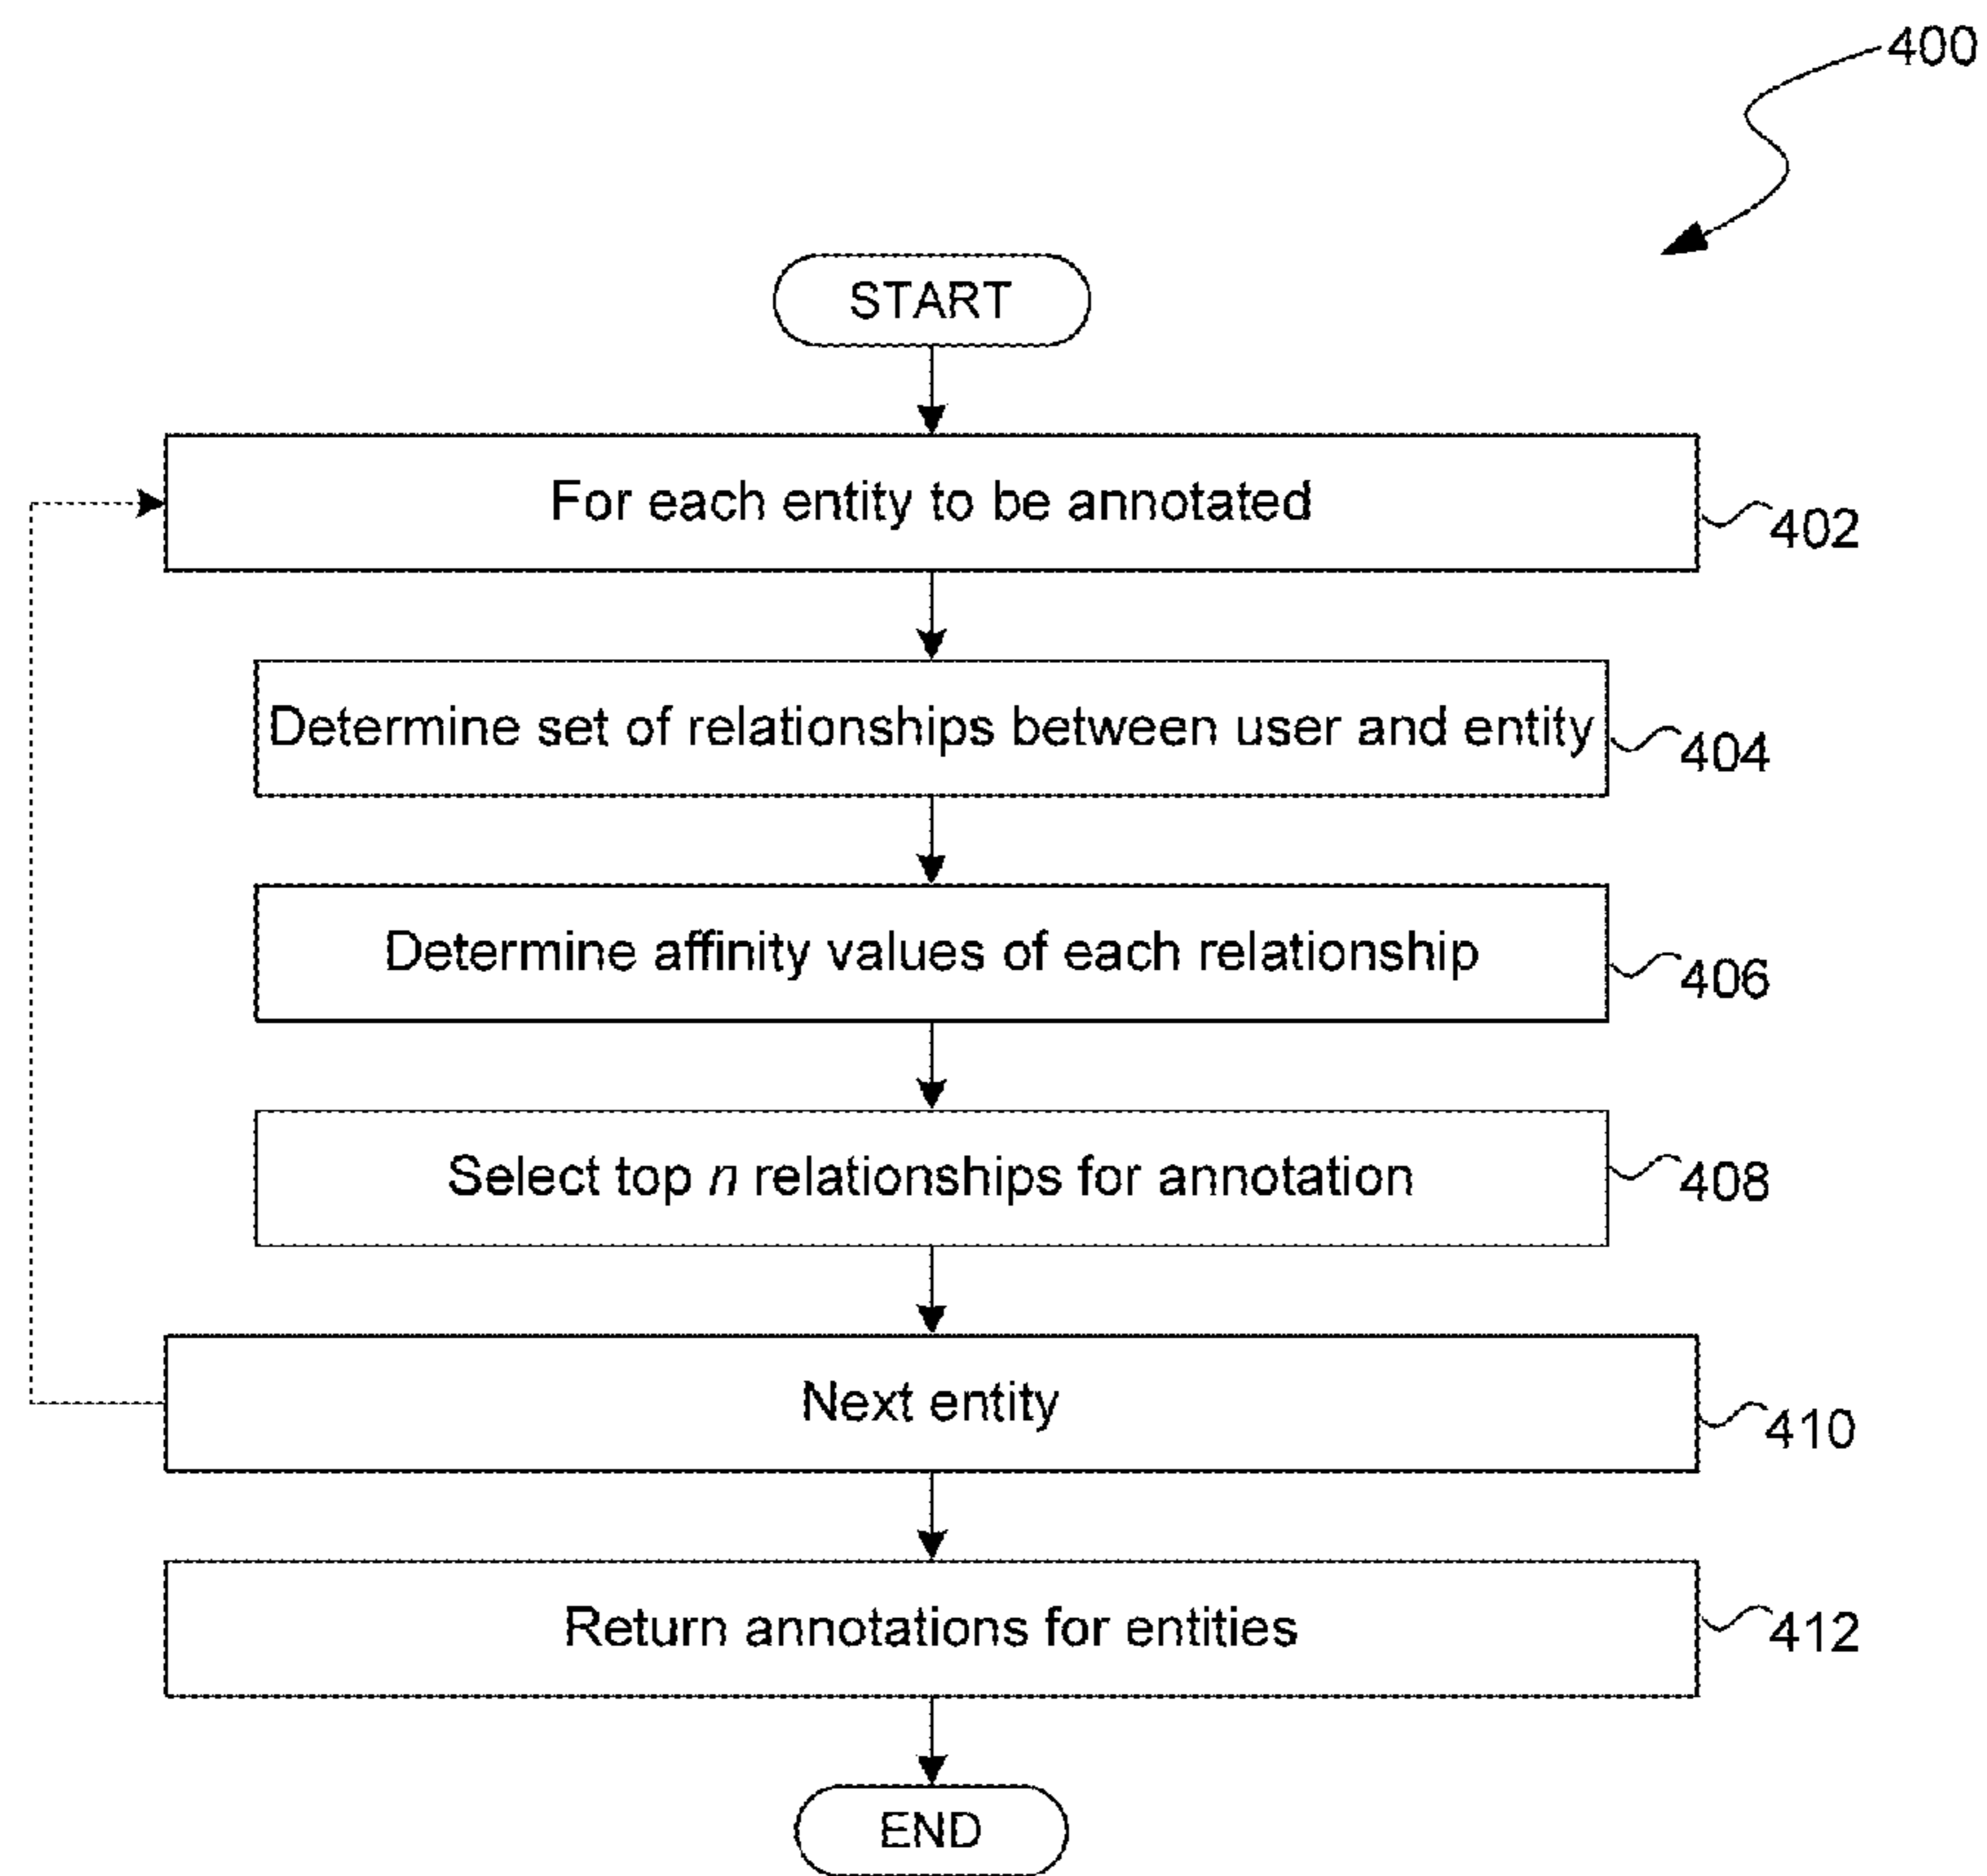 400
START
For each entity to be annotated
402
Determine set of relationships between user and entity
404
Determine affinity values of each relationship
406
Select top n relationships for annotation
408
Next entity
410
Return annotations for entities
412
END